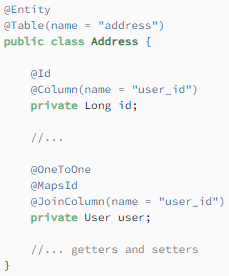 @Entity
@Table(name = "address")
public class Address {
@Id
@Column(name = "user_id")
private Long id;
//...
@OneToOne
@MapsId
@JoinColumn(name = "user_id")
private User user;
//... getters and setters
}